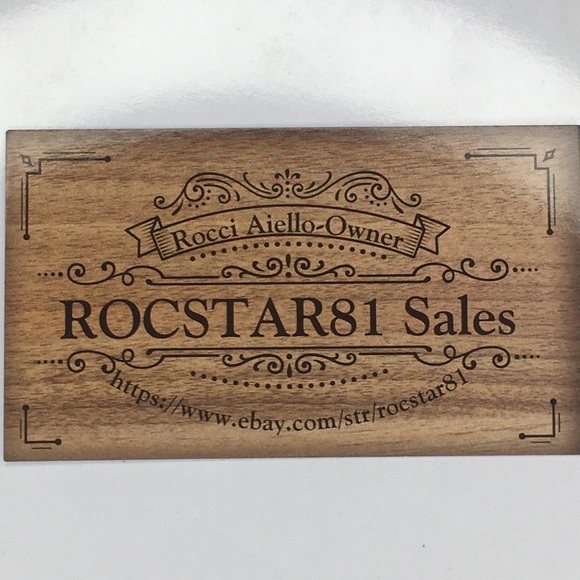 Rocci Aiello-Owner
ROCSTAR81 Sales
https://www.ebay.com/str/rocstar81